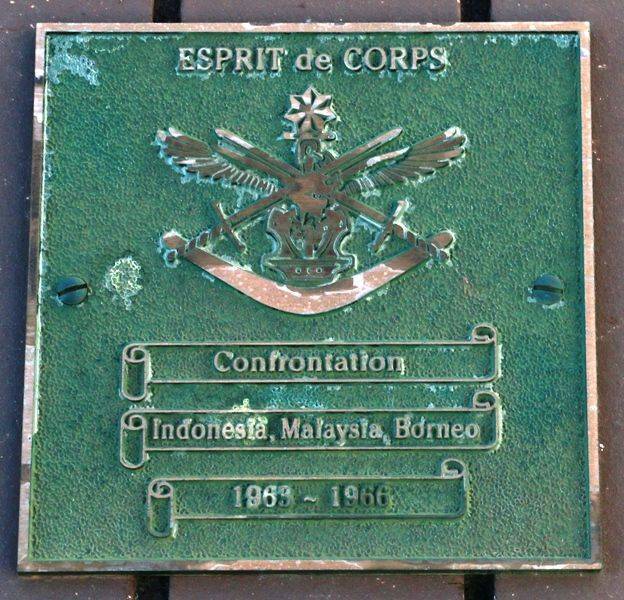 ESPRIT de CORPS
Confrontation
Indonesia, Malaysia, Borneo
1963 ~ 1966